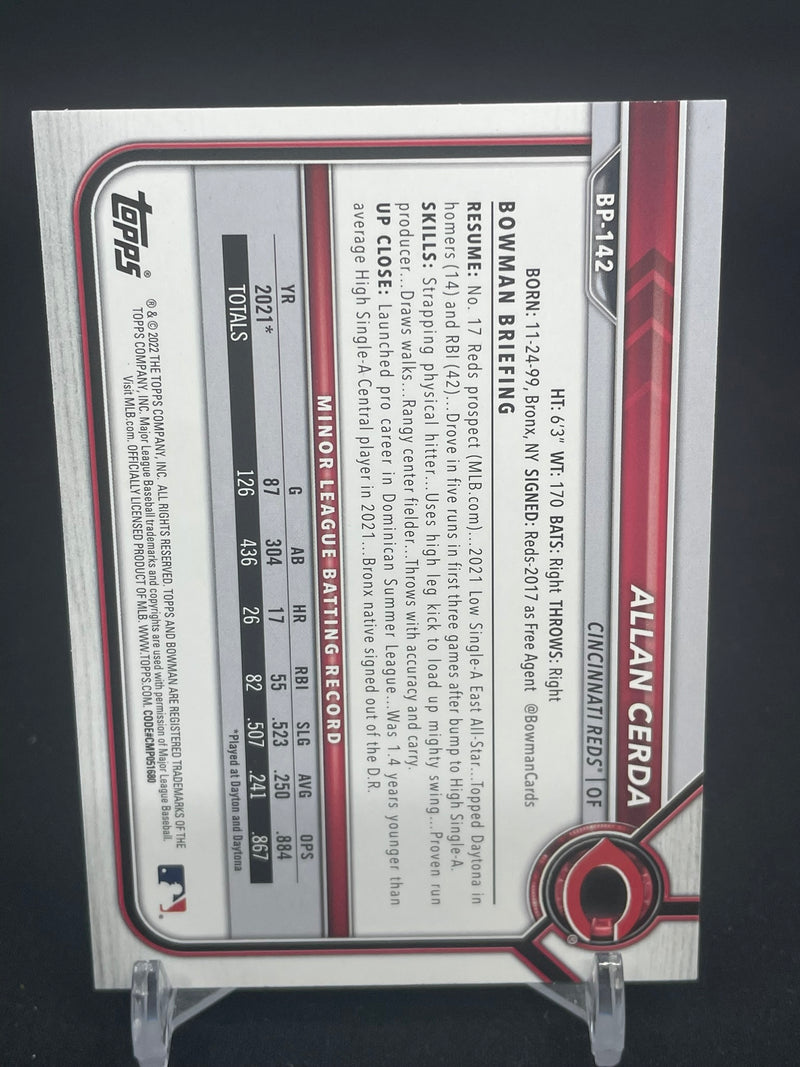 BP-142
ALLAN CERDA
CINCINNATI REDS® | OF
HT: 6'3" WT: 170 BATS: Right THROWS: Right
BORN: 11-24-99, Bronx, NY SIGNED: Reds-2017 as Free Agent @BowmanCards
BOWMAN BRIEFING
RESUME: No. 17 Reds prospect (MLB.com)...2021 Low Single-A East All-Star...Topped Daytona in
homers (14) and RBI (42)...Drove in five runs in first three games after bump to High Single-A.
SKILLS: Strapping physical hitter...Uses high leg kick to load up mighty swing...Proven run
producer...Draws walks...Rangy center fielder...Throws with accuracy and carry.
UP CLOSE: Launched pro career in Dominican Summer League...Was 1.4 years younger than
average High Single-A Central player in 2021...Bronx native signed out of the D.R.
MINOR LEAGUE BATTING RECORD
YR G AB HR RBI SLG AVG OPS
2021* 87 304 17 55 .523 .250 .884
TOTALS 126 436 26 82 .507 .241 .867
*Played at Dayton and Daytona
topps®
® & © 2022 THE TOPPS COMPANY, INC. ALL RIGHTS RESERVED. TOPPS AND BOWMAN ARE REGISTERED TRADEMARKS OF THE
TOPPS COMPANY, INC. Major League Baseball trademarks and copyrights are used with permission of Major League Baseball.
Visit MLB.com. OFFICIALLY LICENSED PRODUCT OF MLB. WWW.TOPPS.COM. CODE#CMP051680